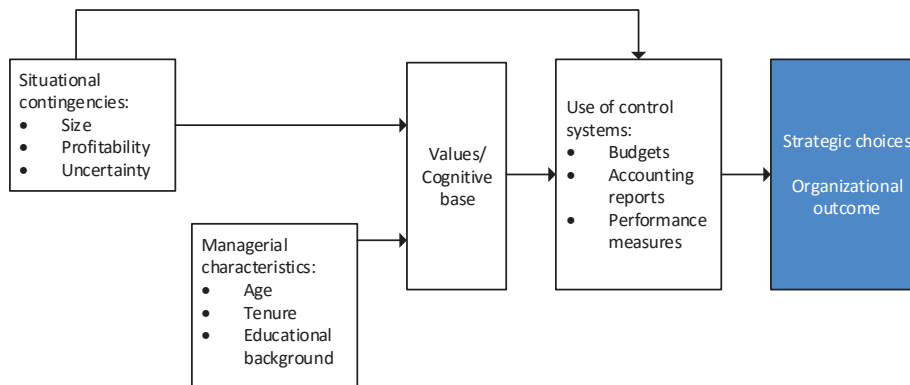 Situational
contingencies:
• Size
• Profitability
• Uncertainty
Managerial
characteristics:
• Age
• Tenure
• Educational
background
Values/
Cognitive
base
Use of control
systems:
• Budgets
• Accounting
reports
• Performance
measures
Strategic choices
Organizational
outcome